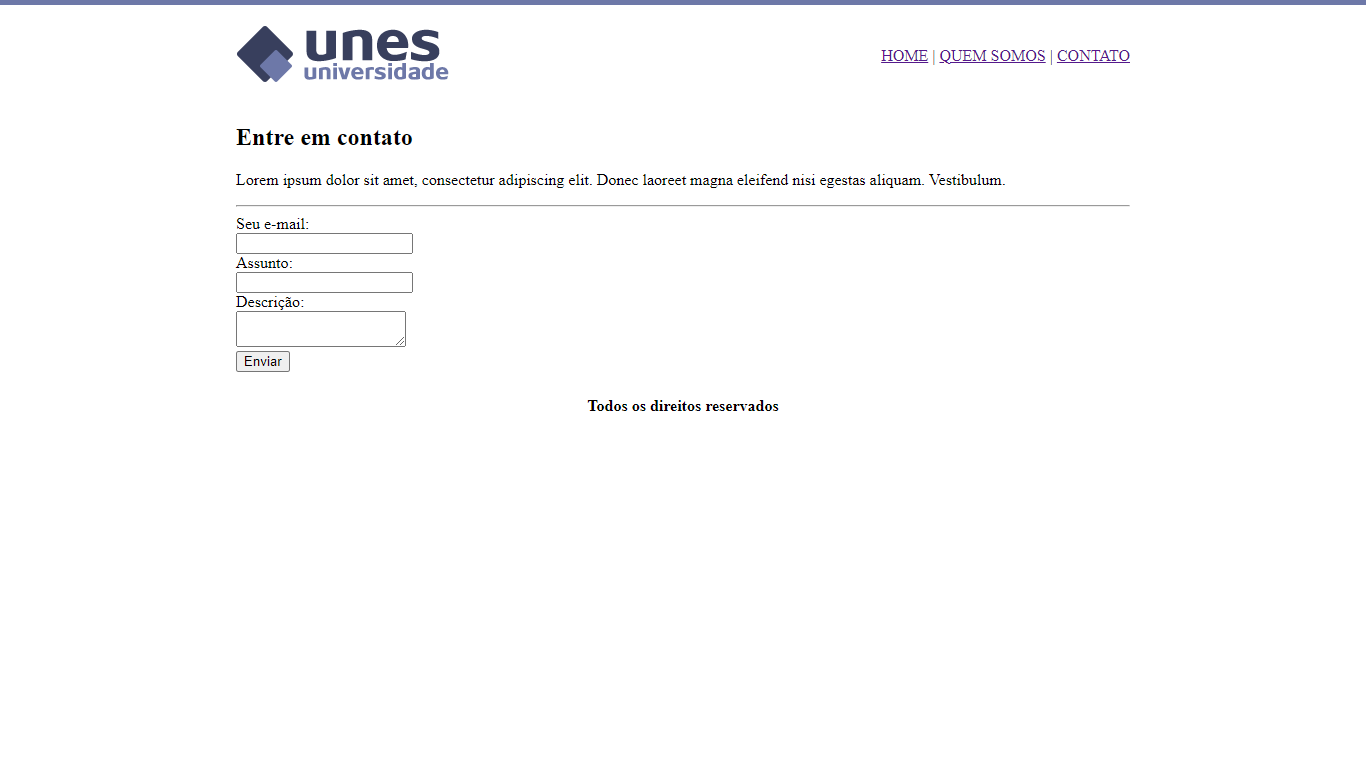 unes
universidade
HOME | QUEM SOMOS | CONTATO
Entre em contato
Lorem ipsum dolor sit amet, consectetur adipiscing elit. Donec laoreet magna eleifend nisi egestas aliquam. Vestibulum.
Seu e-mail:
Assunto:
Descrição:
Enviar
Todos os direitos reservados